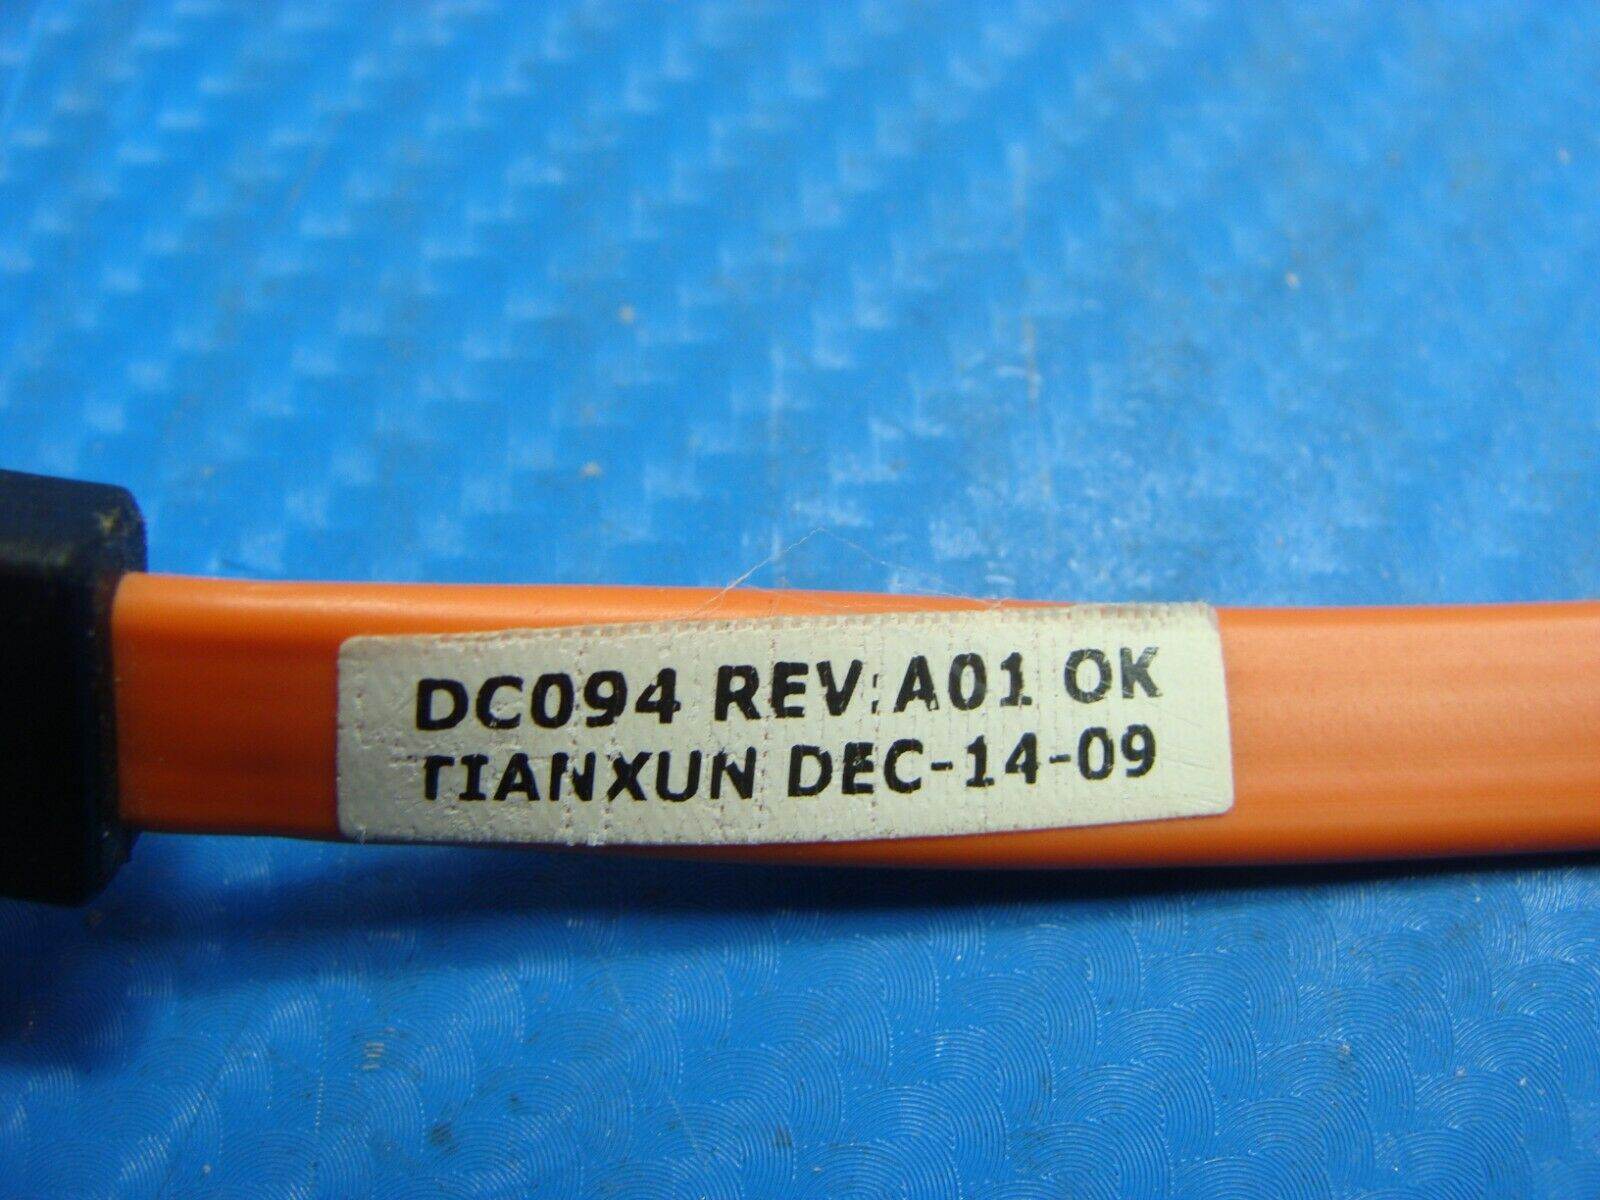 DC094 REV:A01 OK
TIANXUN DEC-14-09